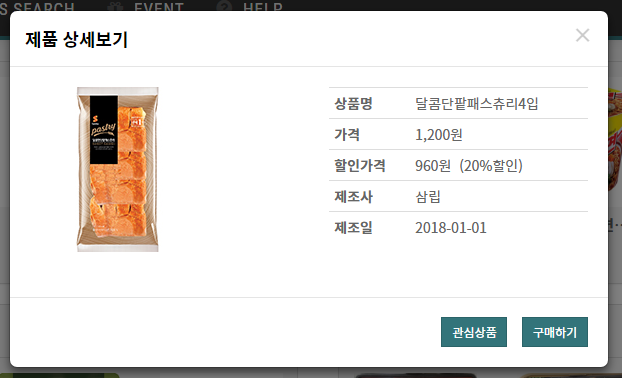 S SEARCH EVENT HELP
제품 상세보기
×
pastry
상품명 달콤단팥패스츄리4입
가격 1,200원
할인가격 960원 (20%할인)
제조사 삼립
제조일 2018-01-01
관심상품 구매하기